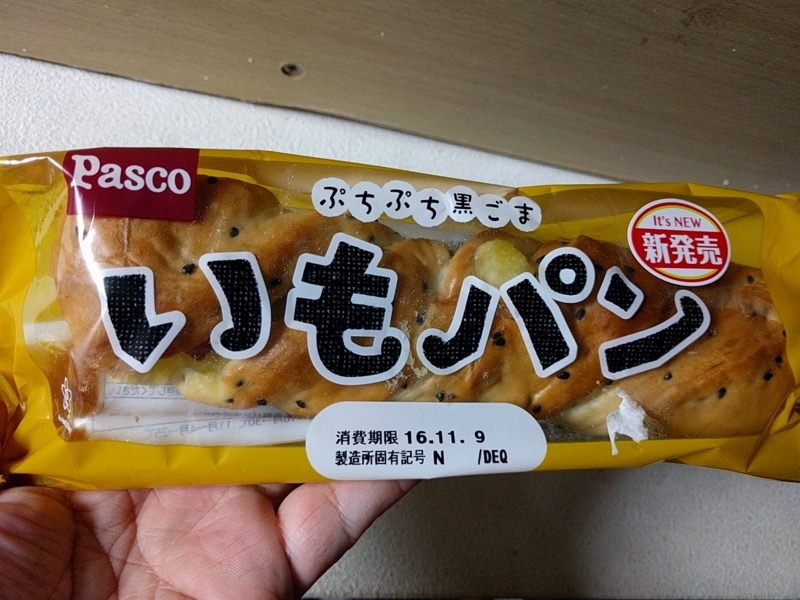 Pasco
ぷちぷち黒ごま
It's NEW
新発売
いもパン
消費期限 16.11. 9
製造所固有記号 N /DEQ